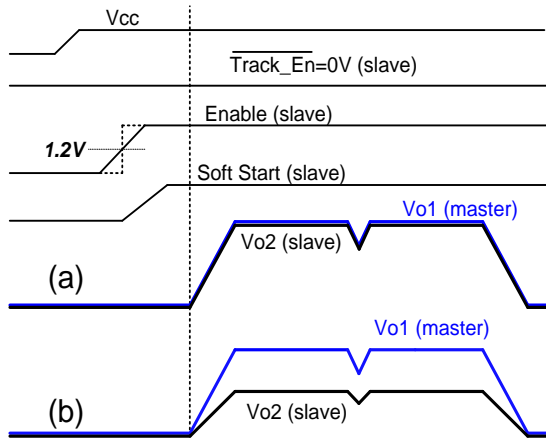 Vcc
Track_En=0V (slave)
Enable (slave)
1.2V
Soft Start (slave)
Vo1 (master)
Vo2 (slave)
(a)
Vo1 (master)
(b)
Vo2 (slave)